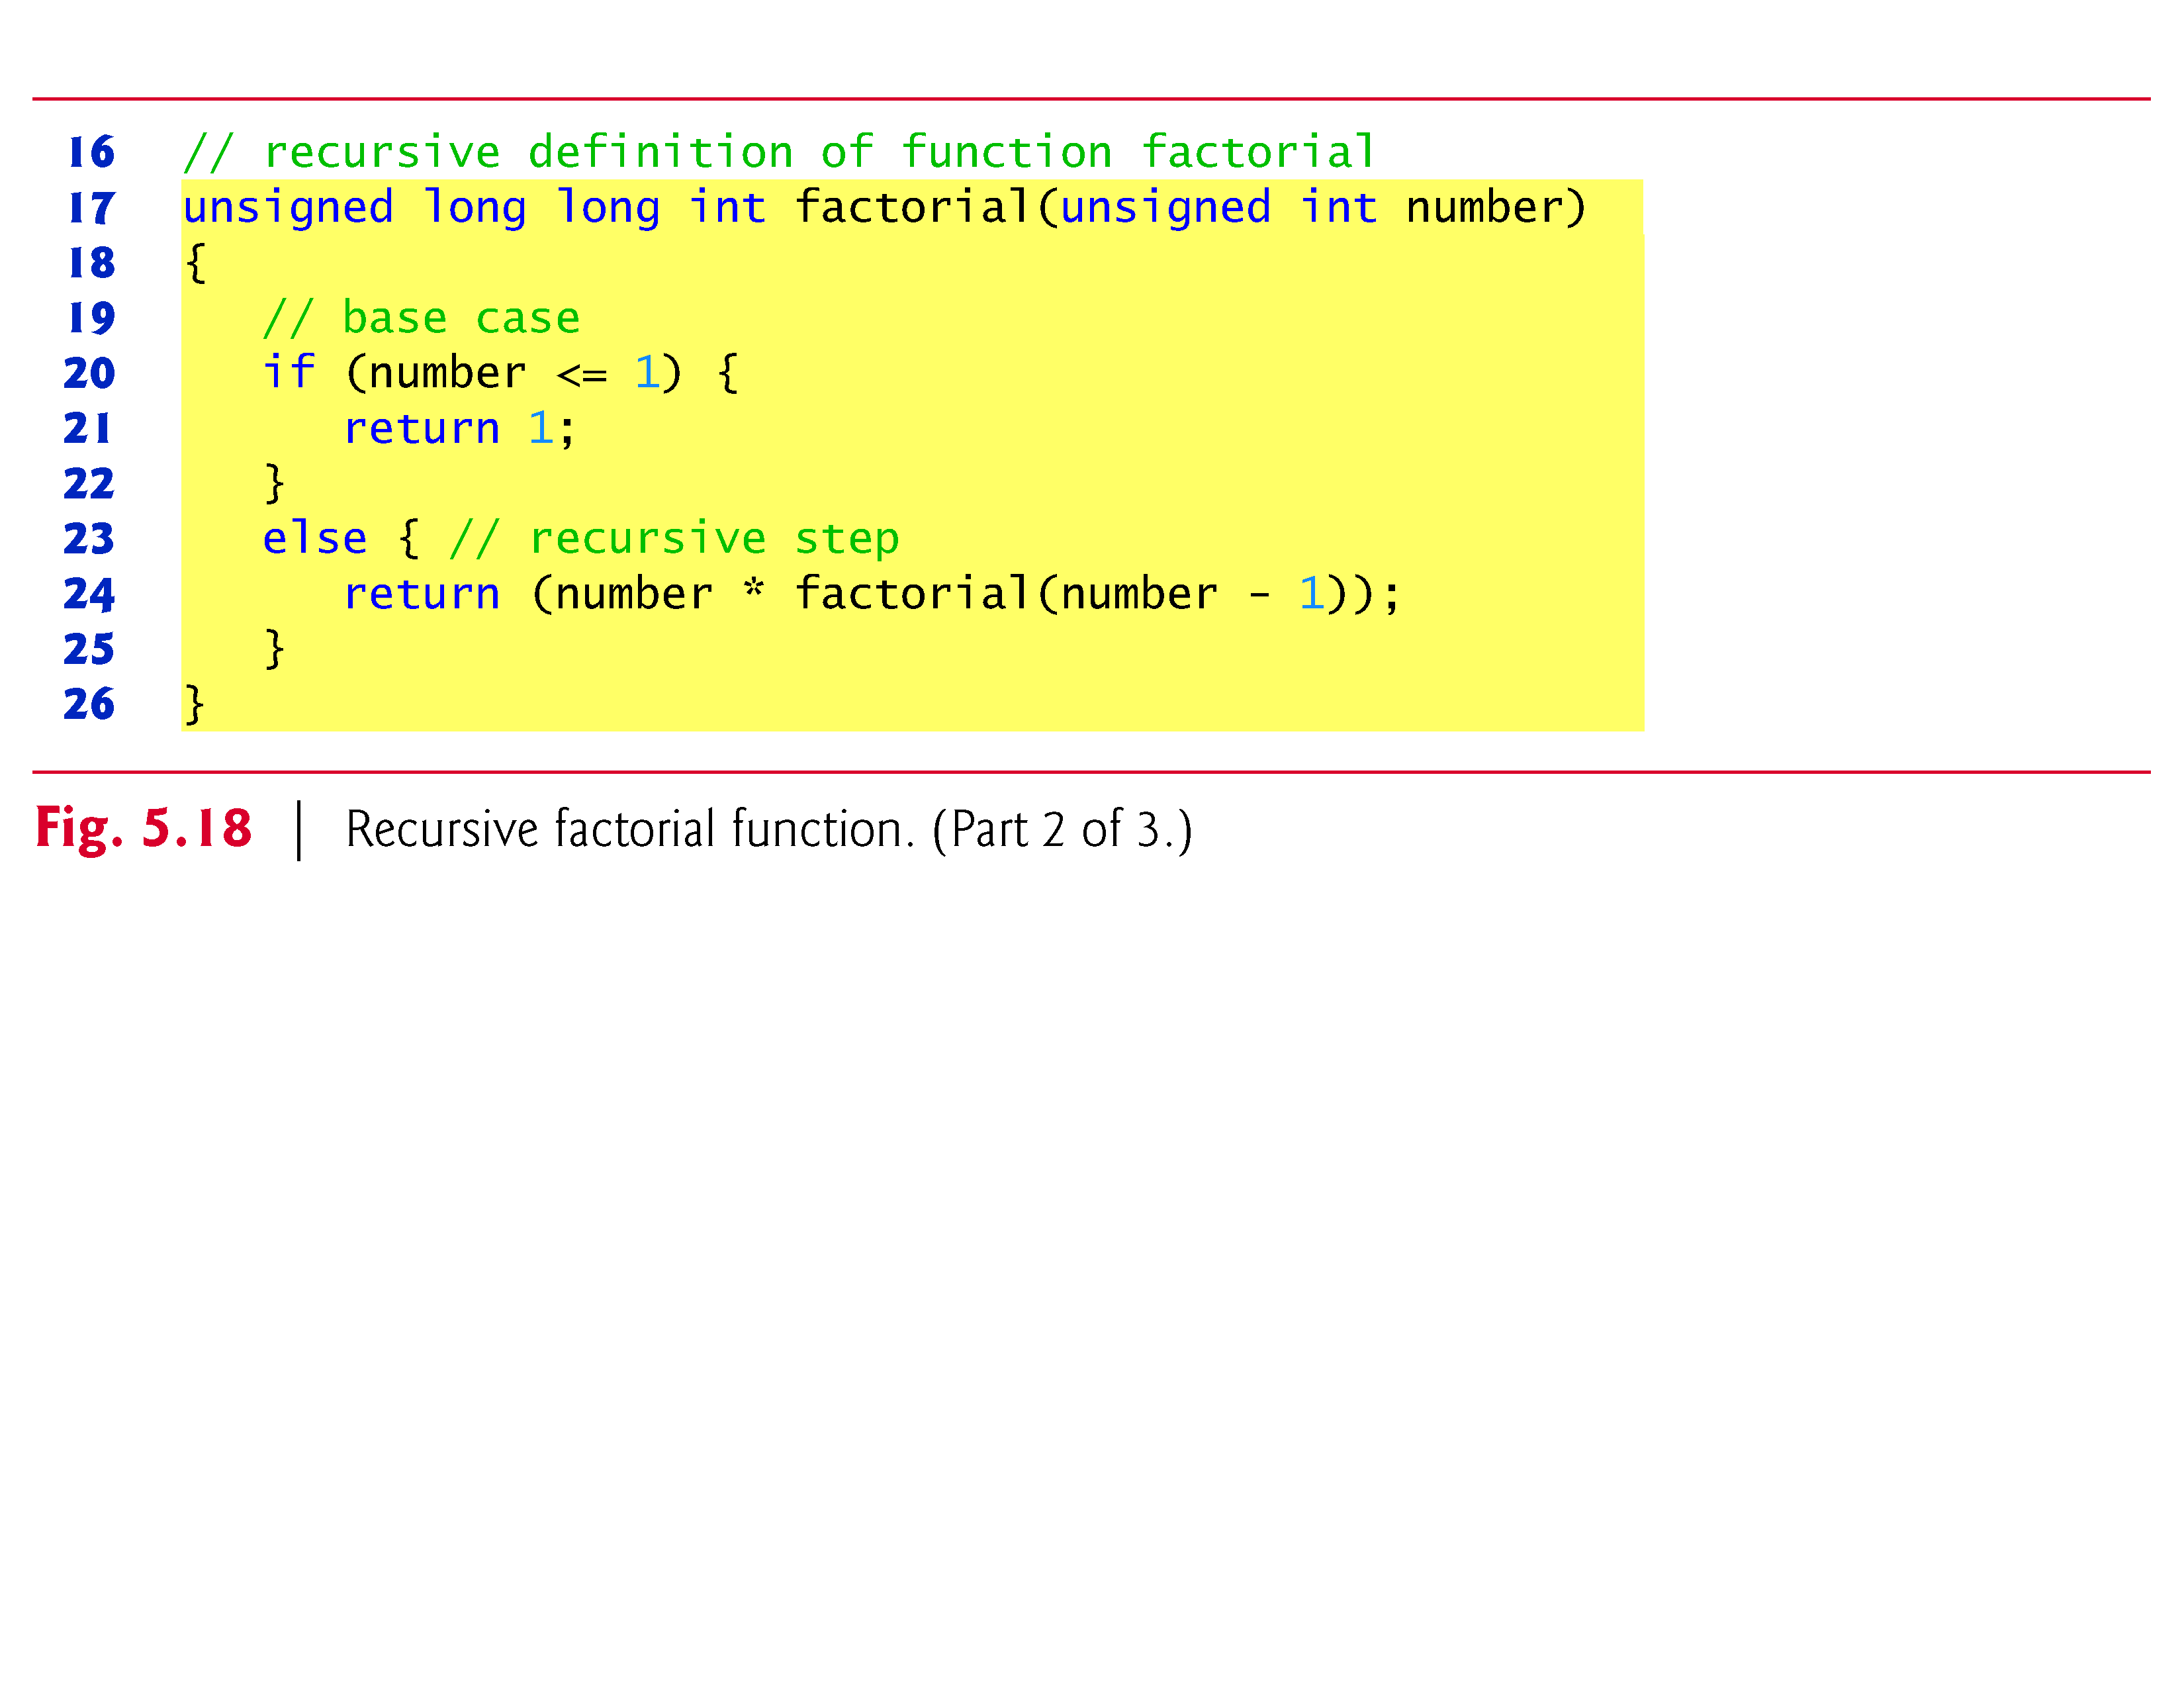 16 // recursive definition of function factorial
17 unsigned long long int factorial(unsigned int number)
18 {
19    // base case
20    if (number <= 1) {
21       return 1;
22    }
23    else { // recursive step
24       return (number * factorial(number - 1));
25    }
26 }
Fig. 5.18 | Recursive factorial function. (Part 2 of 3.)